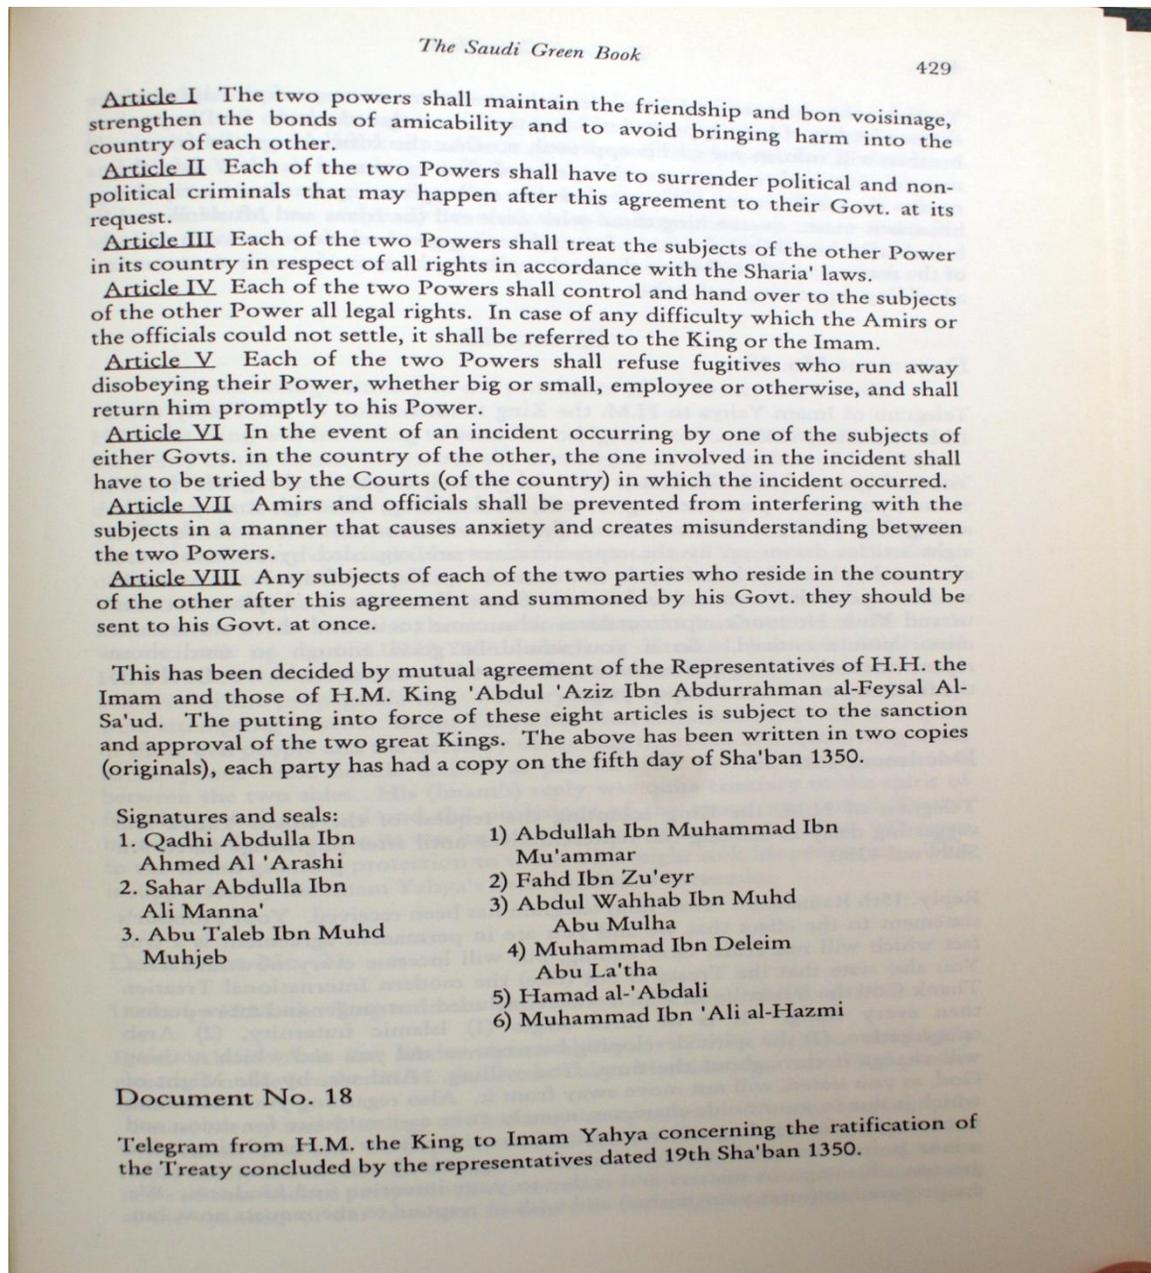 The Saudi Green Book
429
Article I The two powers shall maintain the friendship and bon voisinage,
strengthen the bonds of amicability and to avoid bringing harm into the
country of each other.
Article II Each of the two Powers shall have to surrender political and non-
political criminals that may happen after this agreement to their Govt. at its
request.
Article III Each of the two Powers shall treat the subjects of the other Power
in its country in respect of all rights in accordance with the Sharia' laws.
Article IV Each of the two Powers shall control and hand over to the subjects
of the other Power all legal rights. In case of any difficulty which the Amirs or
the officials could not settle, it shall be referred to the King or the Imam.
Article V Each of the two Powers shall refuse fugitives who run away
disobeying their Power, whether big or small, employee or otherwise, and shall
return him promptly to his Power.
Article VI In the event of an incident occurring by one of the subjects of
either Govts. in the country of the other, the one involved in the incident shall
have to be tried by the Courts (of the country) in which the incident occurred.
Article VII Amirs and officials shall be prevented from interfering with the
subjects in a manner that causes anxiety and creates misunderstanding between
the two Powers.
Article VIII Any subjects of each of the two parties who reside in the country
of the other after this agreement and summoned by his Govt. they should be
sent to his Govt. at once.
This has been decided by mutual agreement of the Representatives of H.H. the
Imam and those of H.M. King 'Abdul 'Aziz Ibn Abdurrahman al-Feysal Al-
Sa'ud. The putting into force of these eight articles is subject to the sanction
and approval of the two great Kings. The above has been written in two copies
(originals), each party has had a copy on the fifth day of Sha'ban 1350.
Signatures and seals:
1. Qadhi Abdulla Ibn
Ahmed Al 'Arashi
2. Sahar Abdulla Ibn
Ali Manna'
3. Abu Taleb Ibn Muhd
Muhjeb
1) Abdullah Ibn Muhammad Ibn
Mu'ammar
2) Fahd Ibn Zu'eyr
3) Abdul Wahhab Ibn Muhd
Abu Mulha
4) Muhammad Ibn Deleim
Abu La'tha
5) Hamad al-'Abdali
6) Muhammad Ibn 'Ali al-Hazmi
Document No. 18
Telegram from H.M. the King to Imam Yahya concerning the ratification of
the Treaty concluded by the representatives dated 19th Sha'ban 1350.